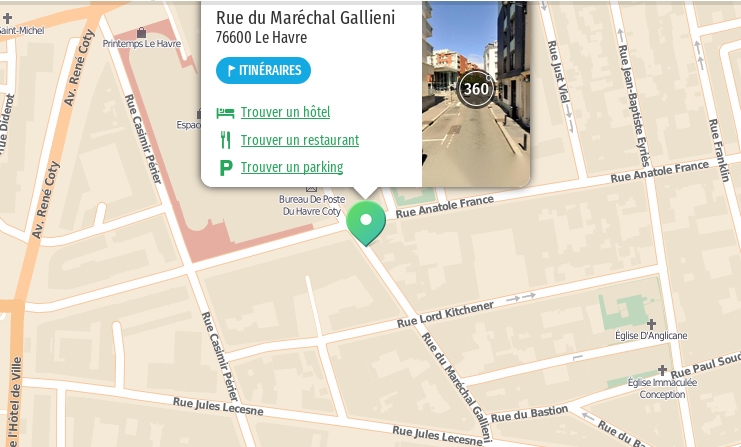 Rue du Maréchal Gallieni
76600 Le Havre
ITINÉRAIRES
Trouver un hôtel
Trouver un restaurant
Trouver un parking
360
Saint-Michel
Printemps Le Havre
Av. René Coty
Rue Casimir Périer
Espac
Rue Diderot
Av. René Coty
Bureau De Poste
Du Havre Coty
Rue Anatole France
Rue Anatole France
Rue Just Viel
Rue Jean-Baptiste Eyriès
Rue Franklin
Rue Lord Kitchener
Église D'Anglicane
Rue Casimir Périer
Rue du Maréchal Gallieni
Rue Paul Souc
Église Immaculée
Conception
e l'Hôtel de Ville
Rue Jules Lecesne
Rue Jules Lecesne
Rue du Bastion
Rue du Ba